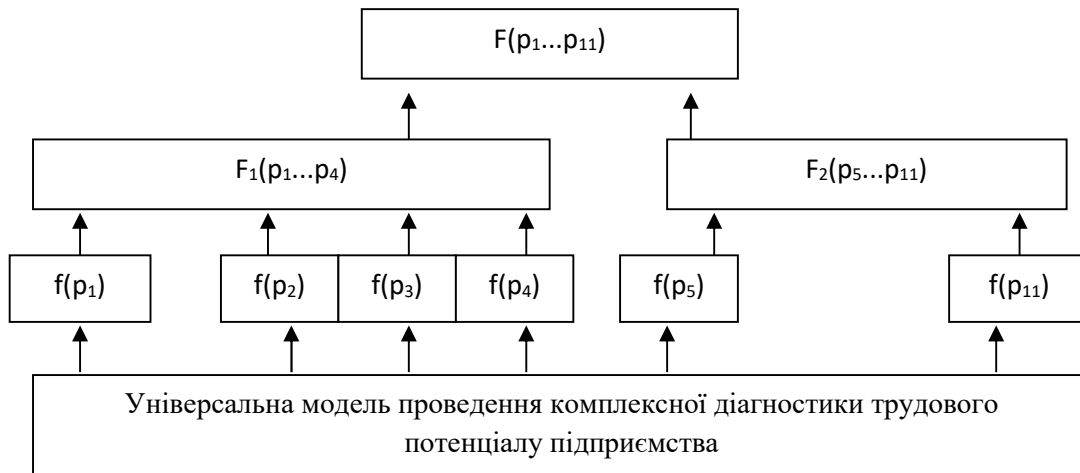 F(p₁...p₁₁)
F₁(p₁...p₄)
F₂(p₅...p₁₁)
f(p₁)
f(p₂)
f(p₃)
f(p₄)
f(p₅)
f(p₁₁)
Універсальна модель проведення комплексної діагностики трудового
потенціалу підприємства